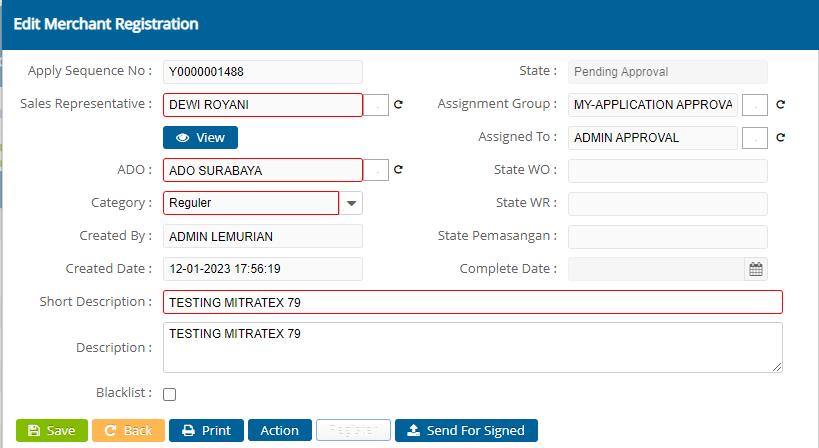 Edit Merchant Registration
Apply Sequence No : Y0000001488
State : Pending Approval
Sales Representative : DEWI ROYANI
Assignment Group : MY-APPLICATION APPROVA
View
Assigned To : ADMIN APPROVAL
ADO : ADO SURABAYA
State WO :
Category : Reguler
State WR :
Created By : ADMIN LEMURIAN
State Pemasangan :
Created Date : 12-01-2023 17:56:19
Complete Date :
Short Description : TESTING MITRATEX 79
Description : TESTING MITRATEX 79
Blacklist :
Save Back Print Action Register Send For Signed